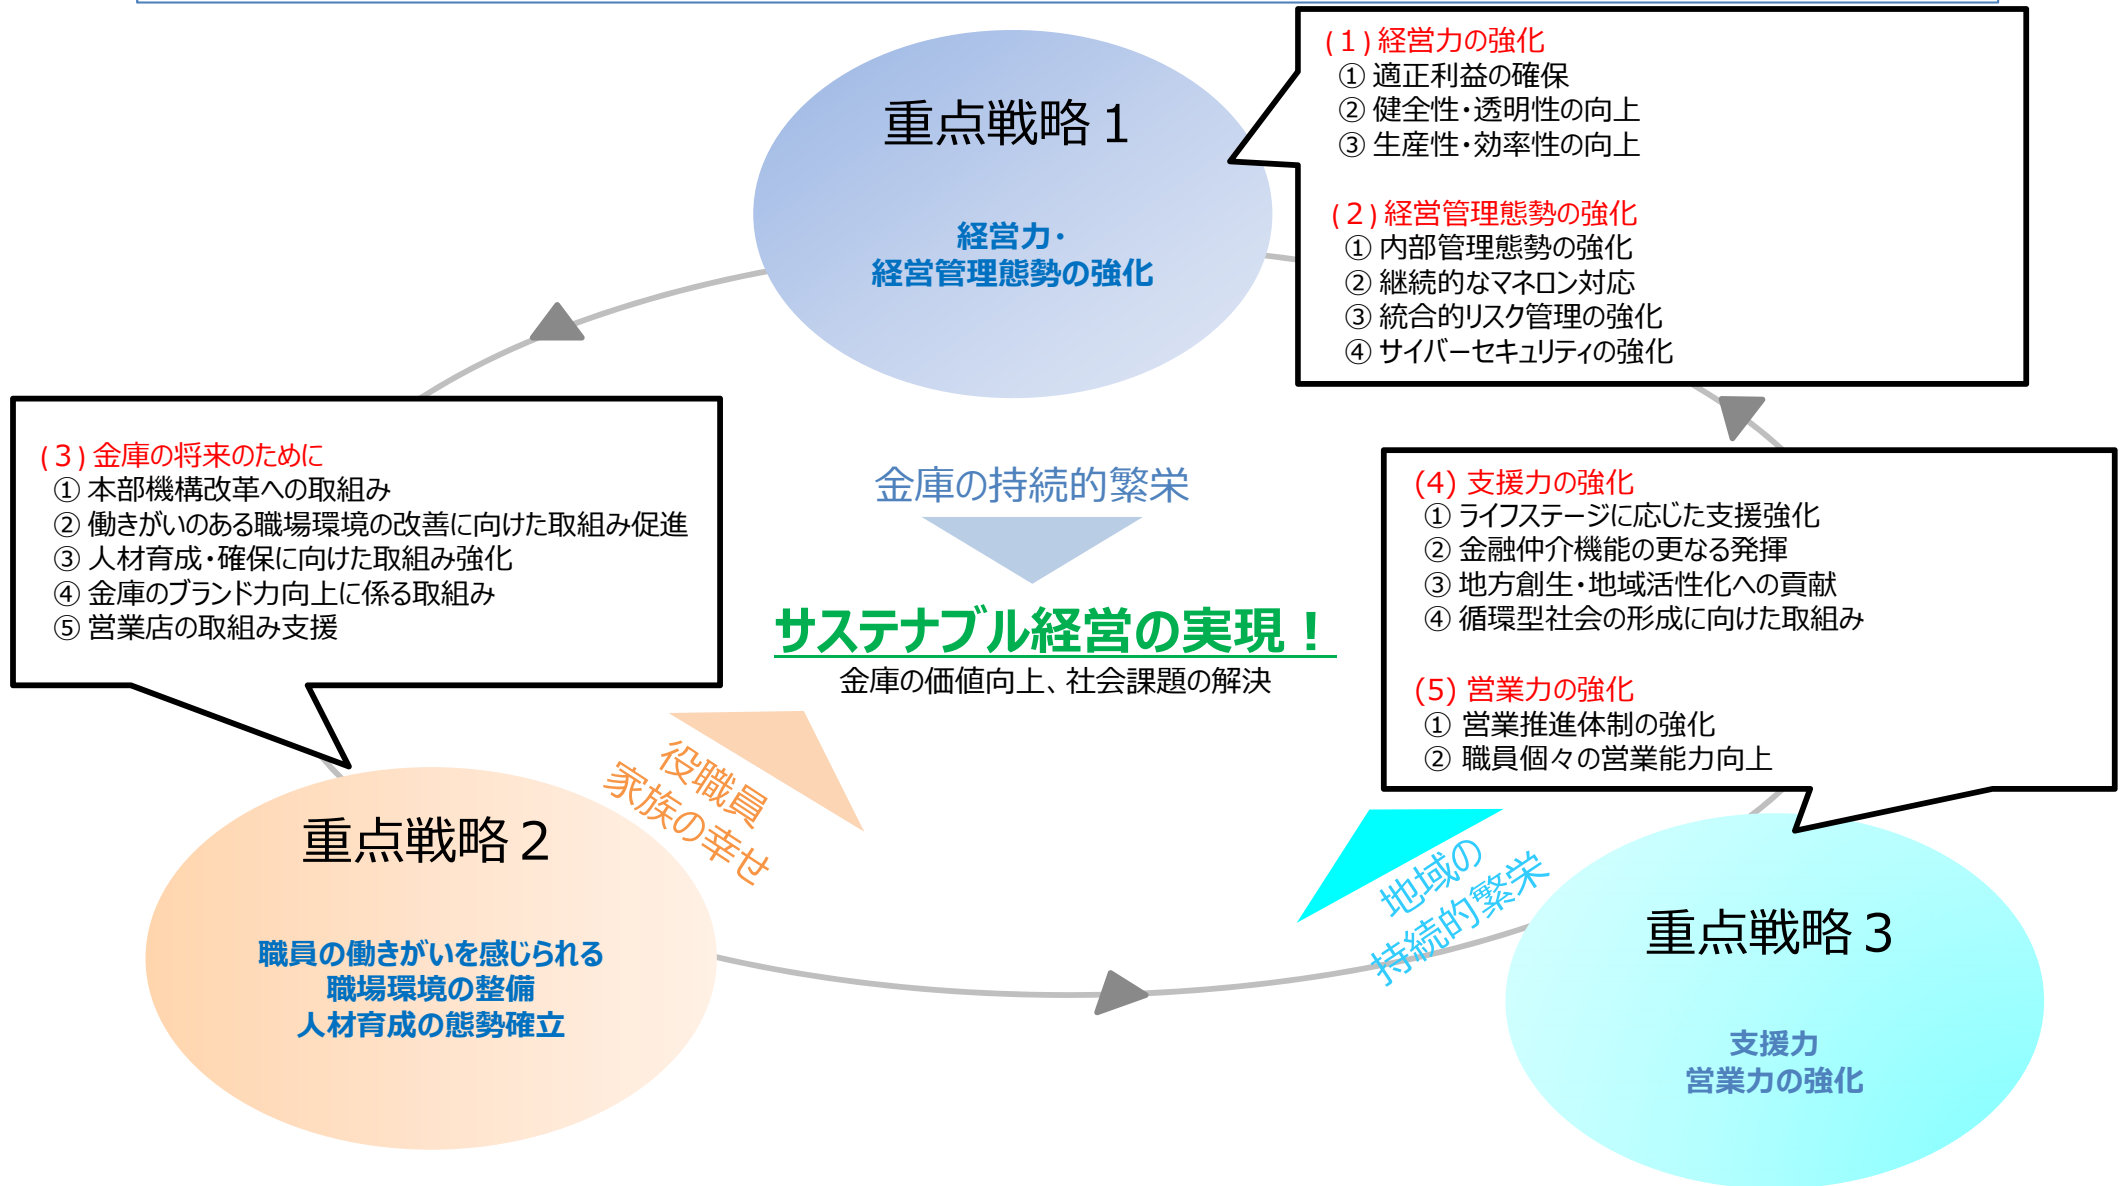 重点戦略1
経営力・
経営管理態勢の強化
(1)経営力の強化
① 適正利益の確保
② 健全性・透明性の向上
③ 生産性・効率性の向上
(2)経営管理態勢の強化
① 内部管理態勢の強化
② 継続的なマネロン対応
③ 統合的リスク管理の強化
④ サイバーセキュリティの強化
(3)金庫の将来のために
① 本部機構改革への取組み
② 働きがいのある職場環境の改善に向けた取組み促進
③ 人材育成・確保に向けた取組み強化
④ 金庫のブランド力向上に係る取組み
⑤ 営業店の取組み支援
金庫の持続的繁栄
サステナブル経営の実現!
金庫の価値向上、社会課題の解決
(4) 支援力の強化
① ライフステージに応じた支援強化
② 金融仲介機能の更なる発揮
③ 地方創生・地域活性化への貢献
④ 循環型社会の形成に向けた取組み
(5) 営業力の強化
① 営業推進体制の強化
② 職員個々の営業能力向上
役職員
家族の幸せ
地域の
持続的繁栄
重点戦略2
職員の働きがいを感じられる
職場環境の整備
人材育成の態勢確立
重点戦略3
支援力
営業力の強化